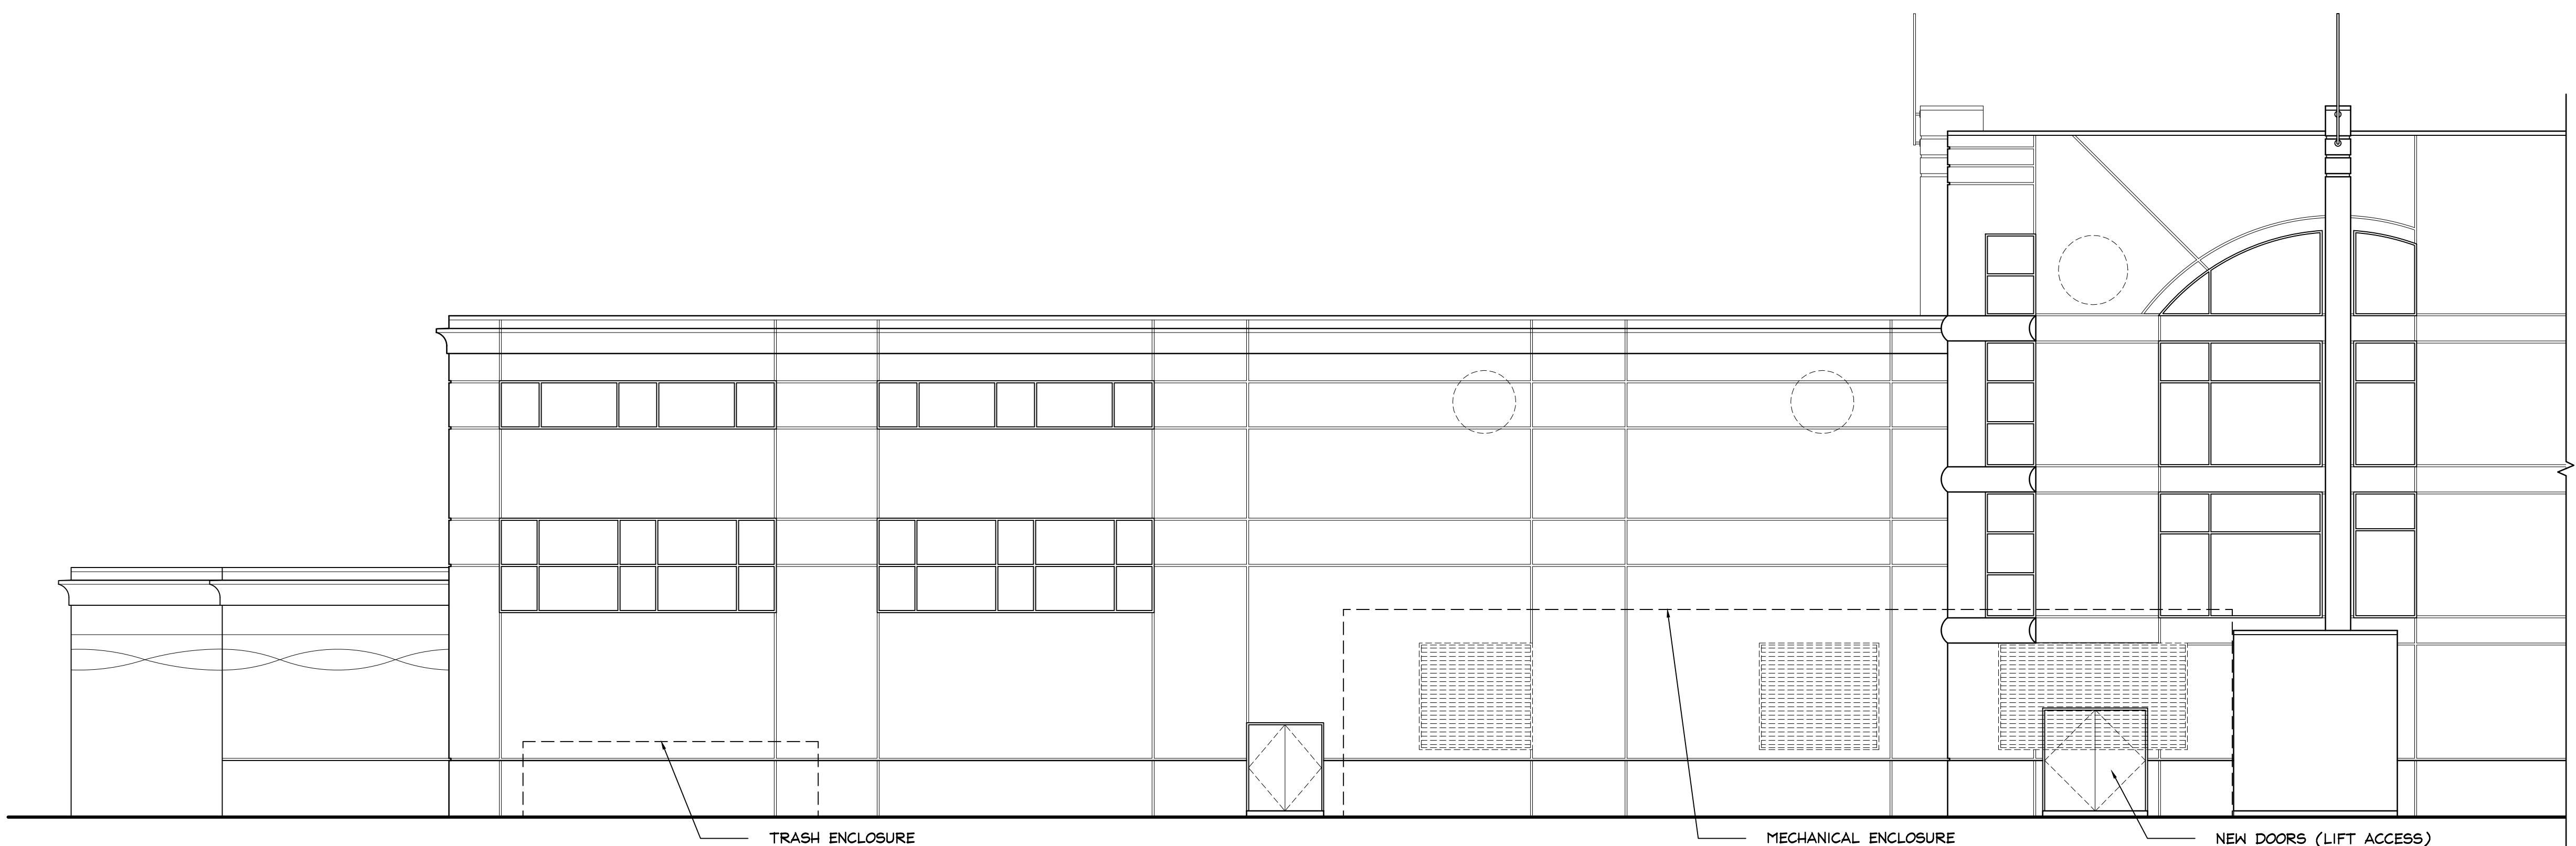 TRASH ENCLOSURE
MECHANICAL ENCLOSURE
NEW DOORS (LIFT ACCESS)